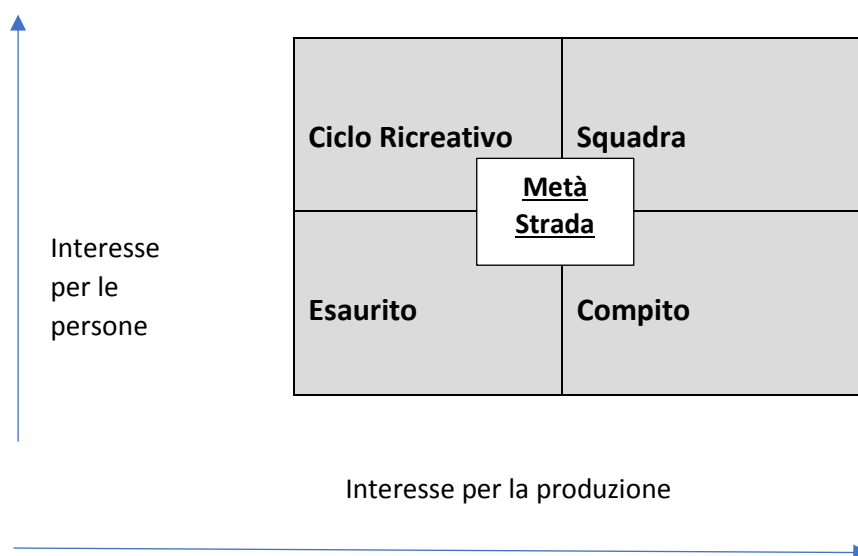 Ciclo Ricreativo
Squadra
Metà
Strada
Interesse
per le
persone
Esaurito
Compito
Interesse per la produzione